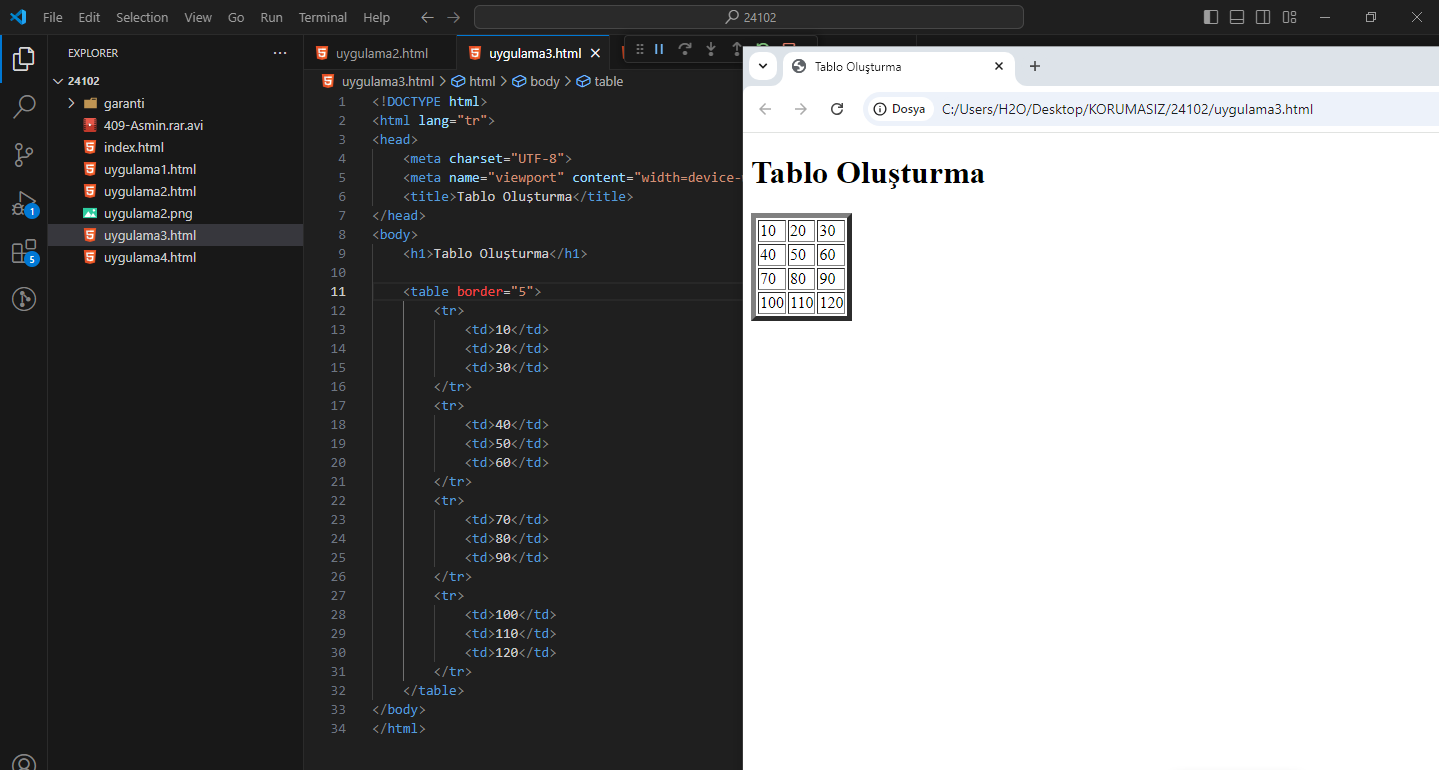 File Edit Selection View Go Run Terminal Help
24102
EXPLORER
24102
garanti
409-Asmin.rar.avi
index.html
uygulama1.html
uygulama2.html
uygulama2.png
uygulama3.html
uygulama4.html
1
5
uygulama2.html
uygulama3.html
uygulama3.html > html > body > table
1 <!DOCTYPE html>
2 <html lang="tr">
3 <head>
4 <meta charset="UTF-8">
5 <meta name="viewport" content="width=device-
6 <title>Tablo Oluşturma</title>
7 </head>
8 <body>
9 <h1>Tablo Oluşturma</h1>
10
11 <table border="5">
12 <tr>
13 <td>10</td>
14 <td>20</td>
15 <td>30</td>
16 </tr>
17 <tr>
18 <td>40</td>
19 <td>50</td>
20 <td>60</td>
21 </tr>
22 <tr>
23 <td>70</td>
24 <td>80</td>
25 <td>90</td>
26 </tr>
27 <tr>
28 <td>100</td>
29 <td>110</td>
30 <td>120</td>
31 </tr>
32 </table>
33 </body>
34 </html>
Tablo Oluşturma
Dosya C:/Users/H2O/Desktop/KORUMASIZ/24102/uygulama3.html
Tablo Oluşturma
10 20 30
40 50 60
70 80 90
100 110 120